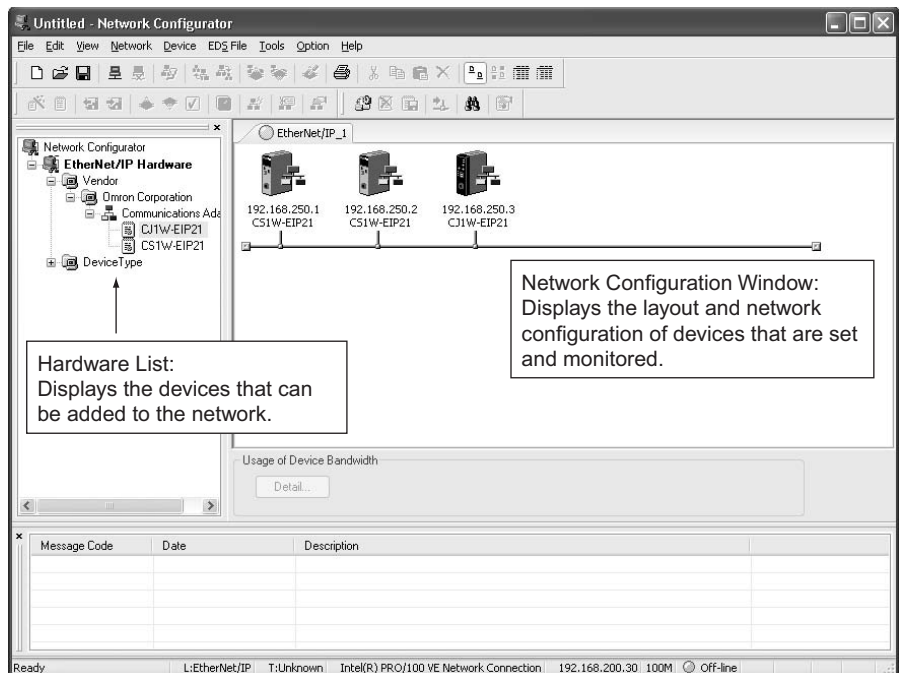 Untitled - Network Configurator
File Edit View Network Device EDS File Tools Option Help
Network Configurator
EtherNet/IP Hardware
Vendor
Omron Corporation
Communications Ada
CJ1W-EIP21
CS1W-EIP21
DeviceType
Hardware List:
Displays the devices that can
be added to the network.
EtherNet/IP_1
192.168.250.1 192.168.250.2 192.168.250.3
CS1W-EIP21 CS1W-EIP21 CJ1W-EIP21
Network Configuration Window:
Displays the layout and network
configuration of devices that are set
and monitored.
Usage of Device Bandwidth
Detail...
Message Code Date Description
Ready L:EtherNet/IP T:Unknown Intel(R) PRO/100 VE Network Connection 192.168.200.30 100M Off-line